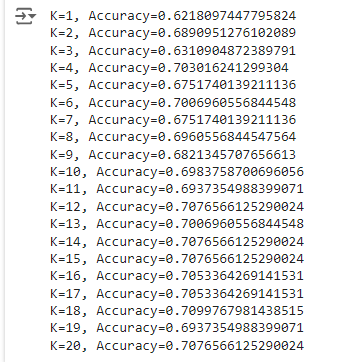 K=1, Accuracy=0.6218097447795824
K=2, Accuracy=0.6890951276102089
K=3, Accuracy=0.6310904872389791
K=4, Accuracy=0.703016241299304
K=5, Accuracy=0.6751740139211136
K=6, Accuracy=0.7006960556844548
K=7, Accuracy=0.6751740139211136
K=8, Accuracy=0.6960556844547564
K=9, Accuracy=0.6821345707656613
K=10, Accuracy=0.6983758700696056
K=11, Accuracy=0.6937354988399071
K=12, Accuracy=0.7076566125290024
K=13, Accuracy=0.7006960556844548
K=14, Accuracy=0.7076566125290024
K=15, Accuracy=0.7076566125290024
K=16, Accuracy=0.7053364269141531
K=17, Accuracy=0.7053364269141531
K=18, Accuracy=0.7099767981438515
K=19, Accuracy=0.6937354988399071
K=20, Accuracy=0.7076566125290024